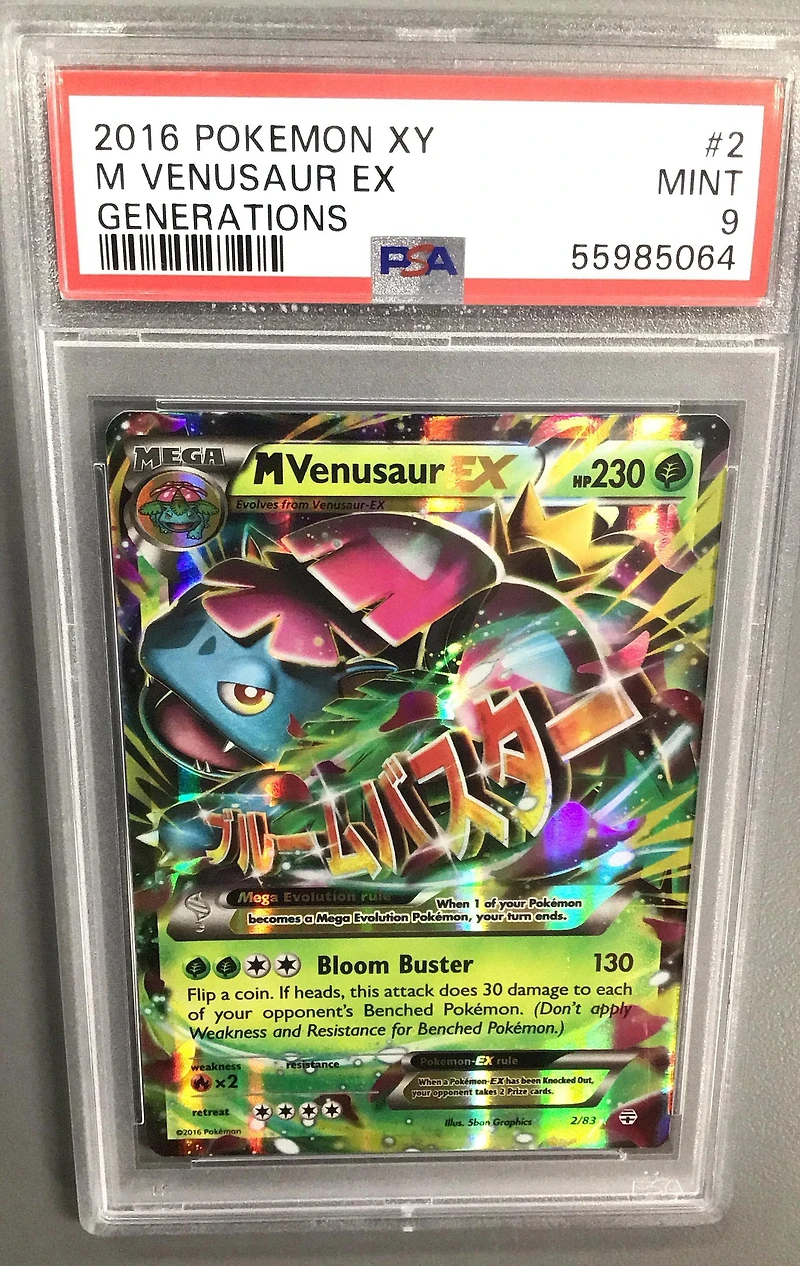 2016 POKEMON XY #2
M VENUSAUR EX MINT
GENERATIONS 9
PSA 55985064
MEGA
M Venusaur EX HP230
Evolves from Venusaur-EX
ブルームバスター
Mega Evolution rule When 1 of your Pokémon
becomes a Mega Evolution Pokémon, your turn ends.
Bloom Buster 130
Flip a coin. If heads, this attack does 30 damage to each
of your opponent's Benched Pokémon. (Don't apply
Weakness and Resistance for Benched Pokémon.)
weakness resistance
×2
Pokémon-EX rule
When a Pokémon-EX has been Knocked Out,
your opponent takes 2 Prize cards.
retreat
©2016 Pokémon
Illus. 5ban Graphics 2/83
PSA